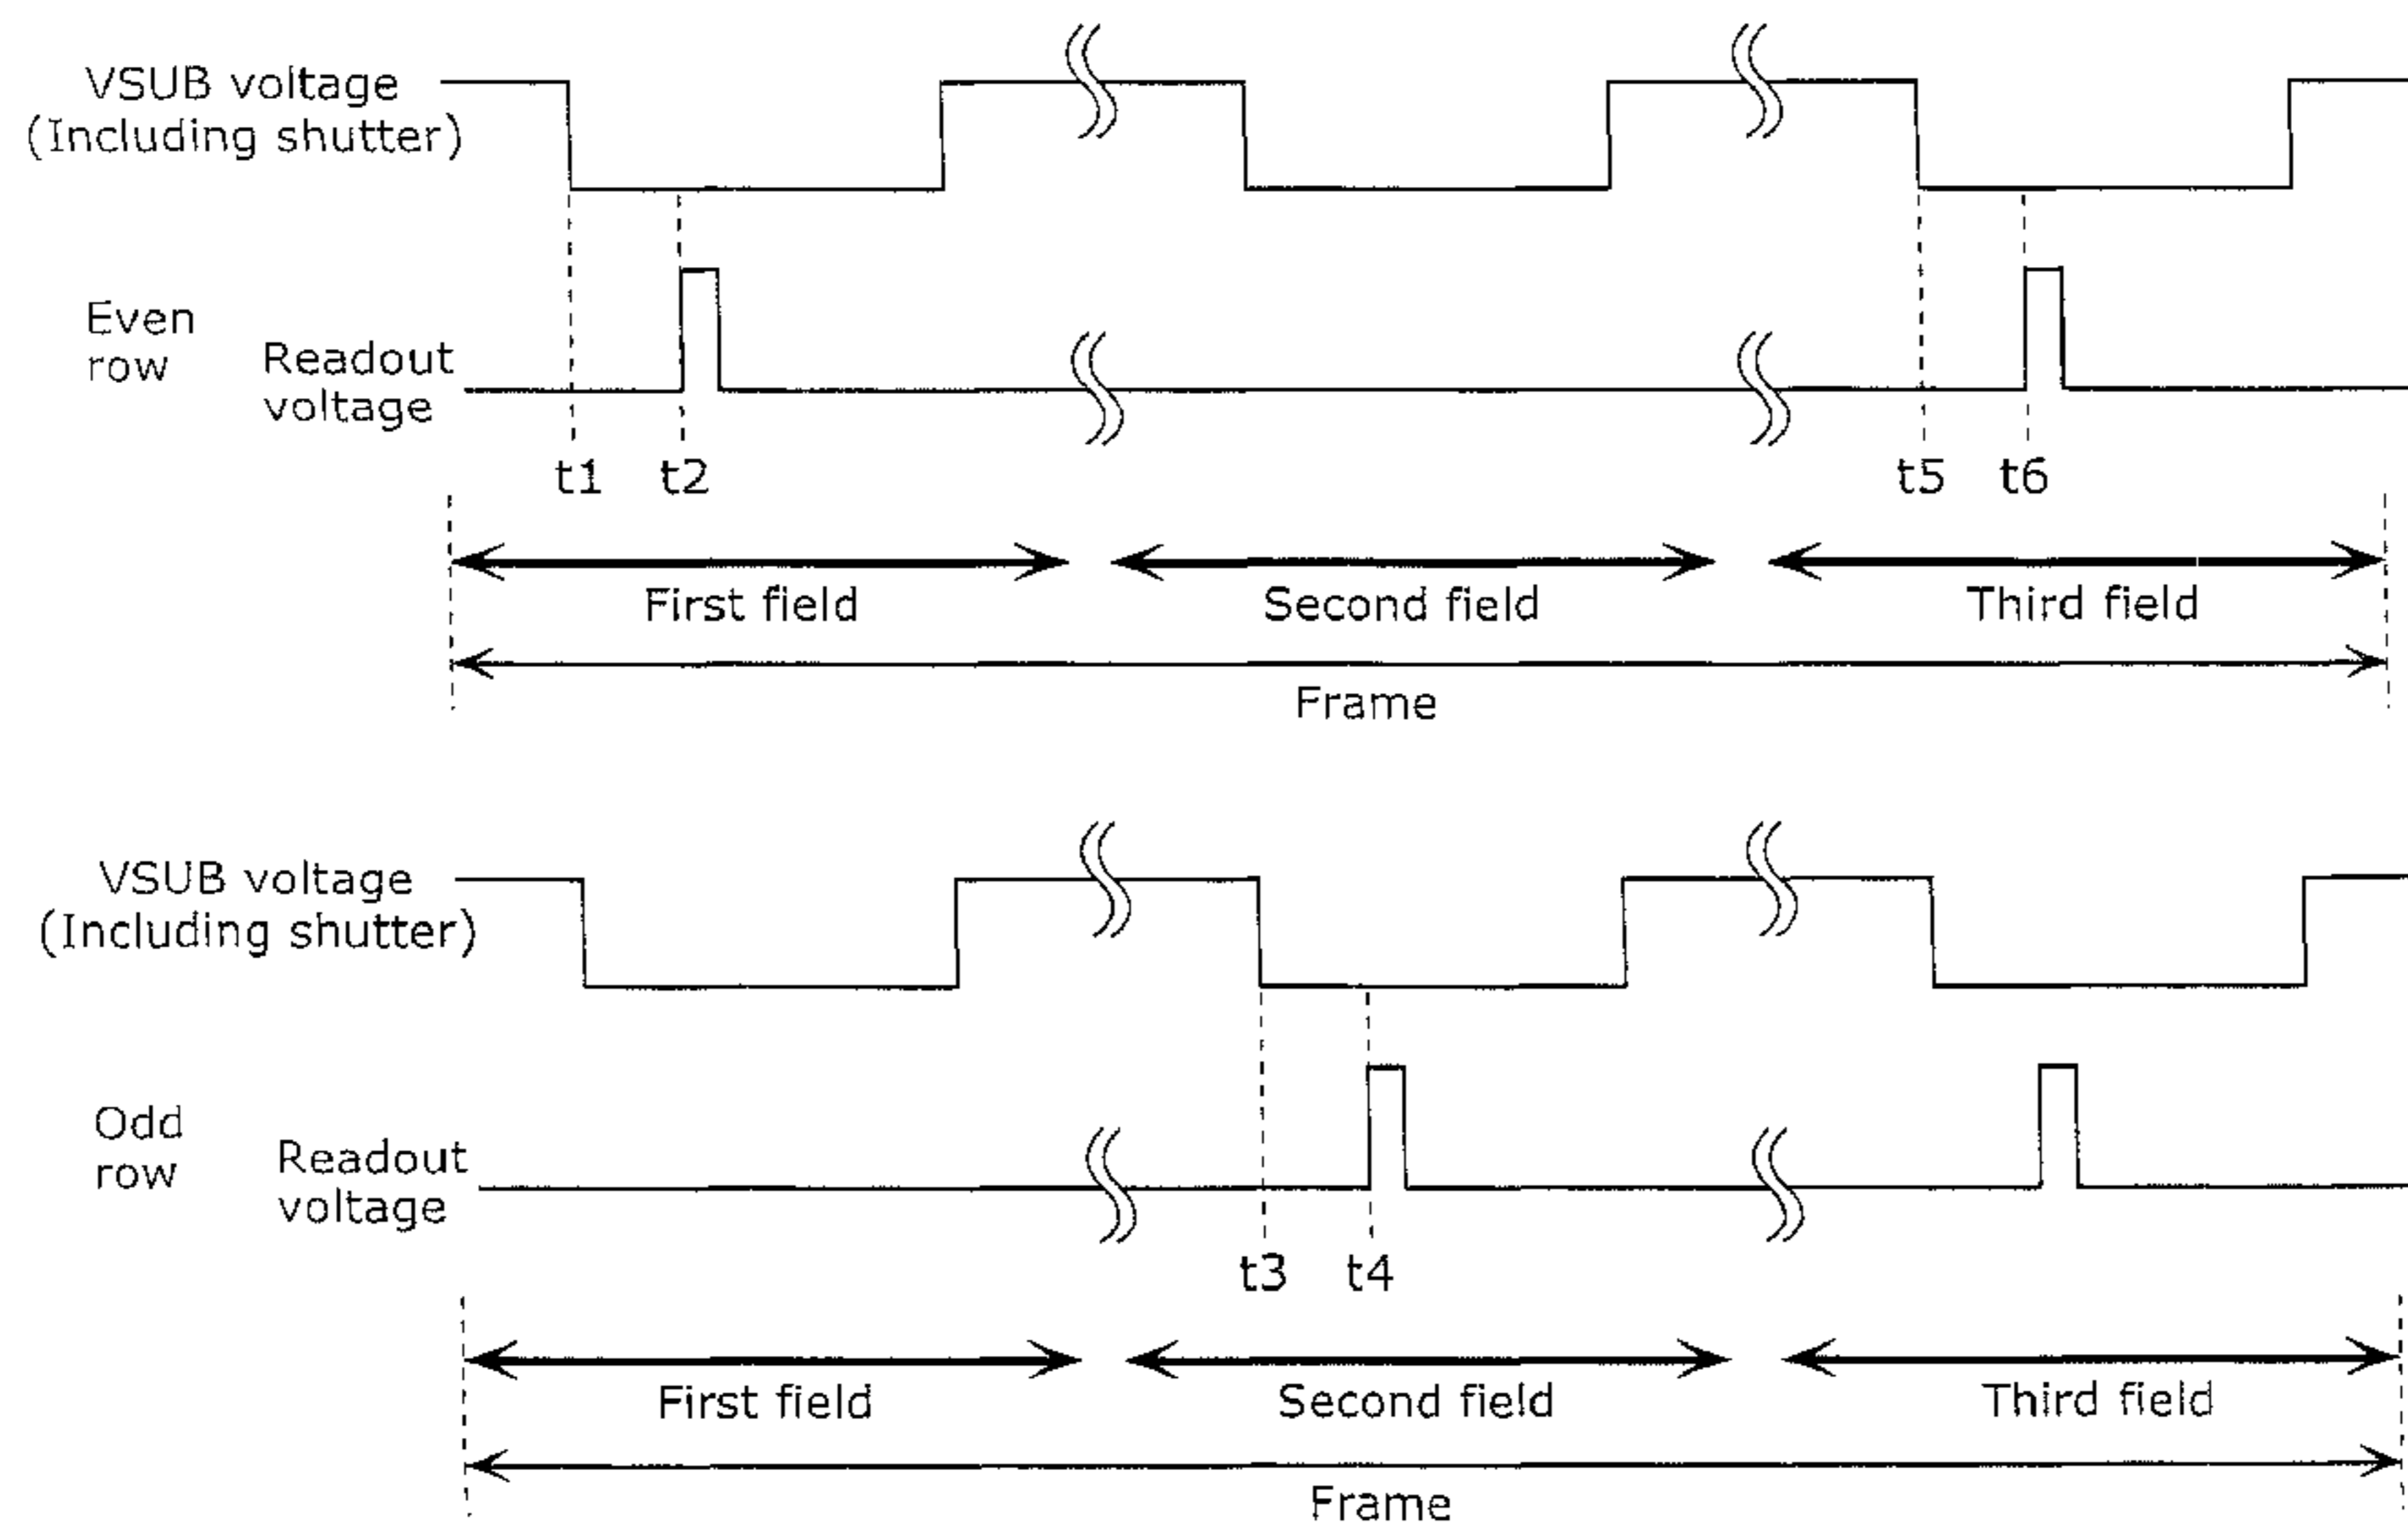 VSUB voltage
(Including shutter)
Even
row
Readout
voltage
t1 t2 t5 t6
First field Second field Third field
Frame
VSUB voltage
(Including shutter)
Odd
row
Readout
voltage
t3 t4
First field Second field Third field
Frame